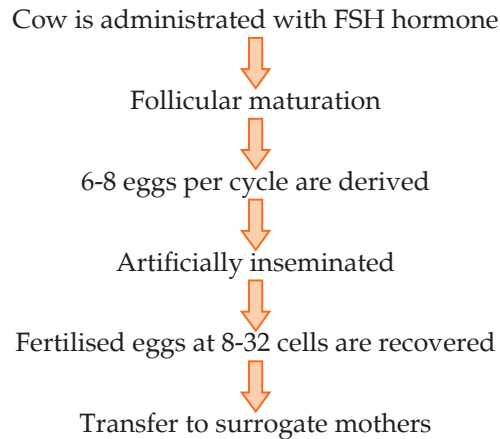 Cow is administrated with FSH hormone
Follicular maturation
6-8 eggs per cycle are derived
Artificially inseminated
Fertilised eggs at 8-32 cells are recovered
Transfer to surrogate mothers